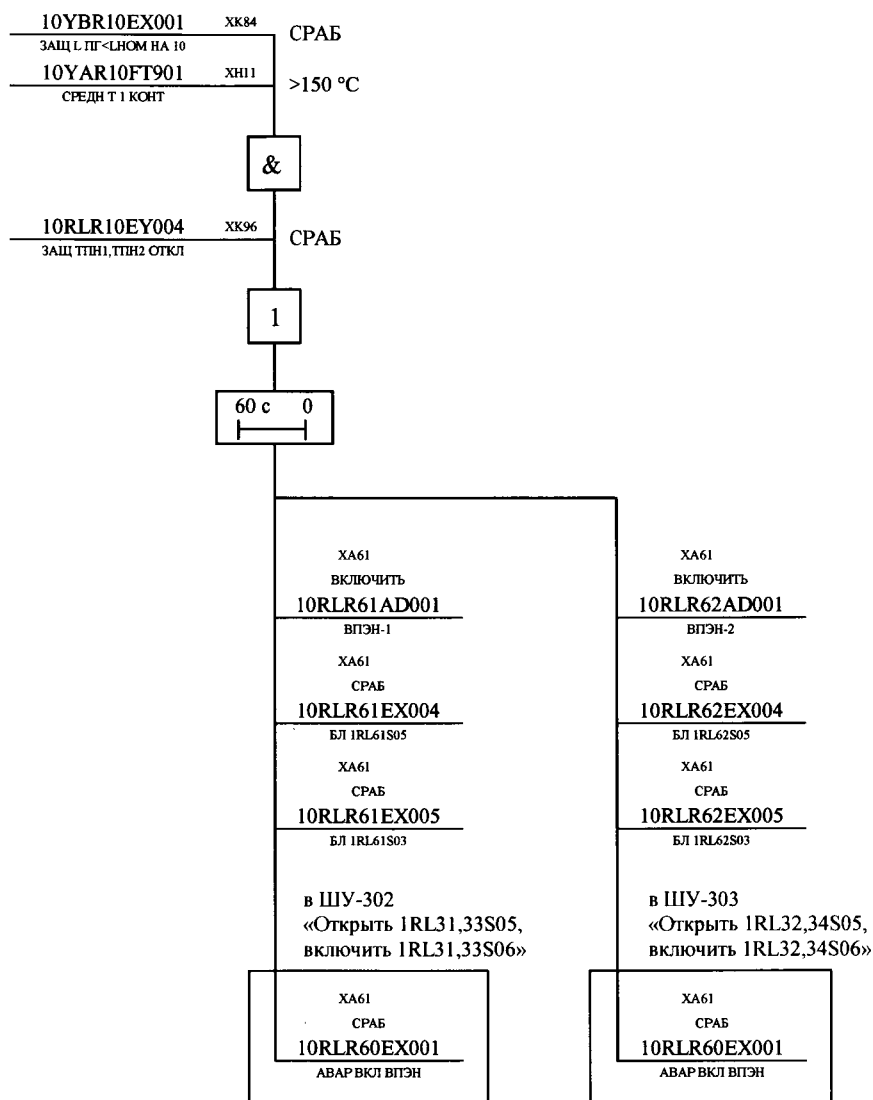 10YBR10EX001 XK84 СРАБ
ЗАЩ L ПГ<LНОМ НА 10
10YAR10FT901 XH11 >150 °C
СРЕДН Т 1 КОНТ
&
10RLR10EY004 XK96 СРАБ
ЗАЩ ТПН1,ТПН2 ОТКЛ
1
60 с 0
XA61 XA61
ВКЛЮЧИТЬ ВКЛЮЧИТЬ
10RLR61AD001 10RLR62AD001
ВПЭН-1 ВПЭН-2
XA61 XA61
СРАБ СРАБ
10RLR61EX004 10RLR62EX004
БЛ 1RL61S05 БЛ 1RL62S05
XA61 XA61
СРАБ СРАБ
10RLR61EX005 10RLR62EX005
БЛ 1RL61S03 БЛ 1RL62S03
в ШУ-302 в ШУ-303
«Открыть 1RL31,33S05, «Открыть 1RL32,34S05,
включить 1RL31,33S06» включить 1RL32,34S06»
XA61 XA61
СРАБ СРАБ
10RLR60EX001 10RLR60EX001
АВАР ВКЛ ВПЭН АВАР ВКЛ ВПЭН